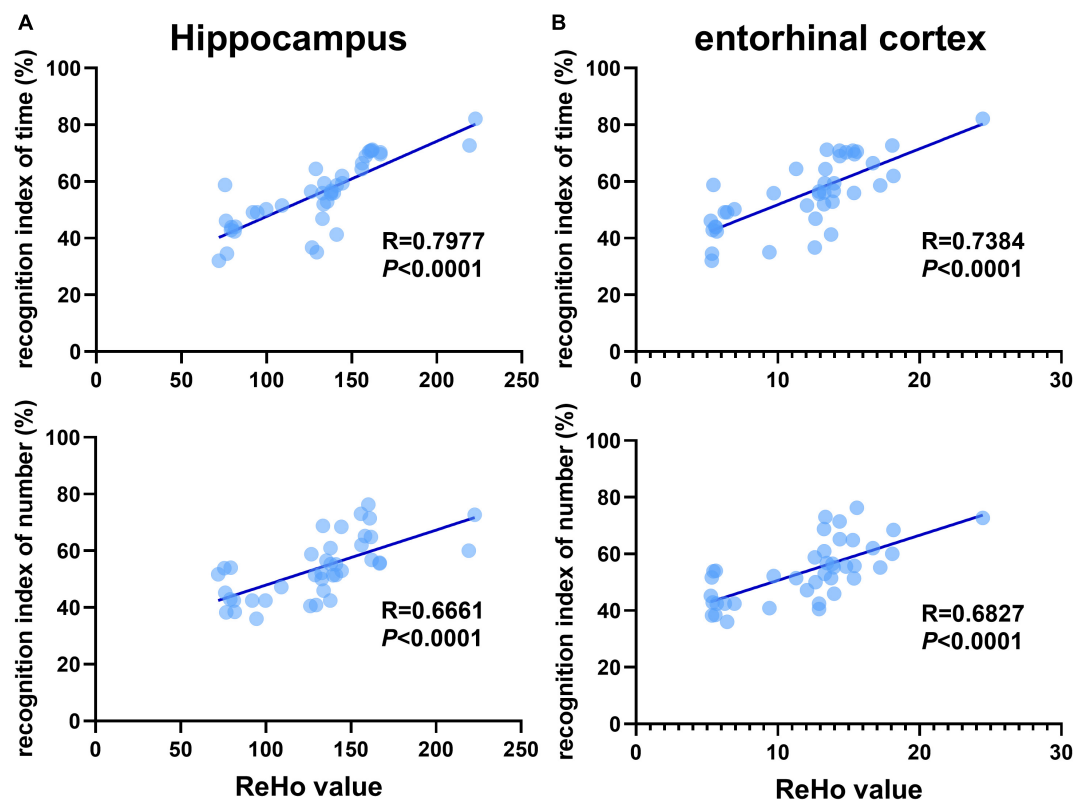 A
Hippocampus
recognition index of time (%)
100
80
60
40
20
0
R=0.7977
P<0.0001
0 50 100 150 200 250
B
entorhinal cortex
recognition index of time (%)
100
80
60
40
20
0
R=0.7384
P<0.0001
0 10 20 30
recognition index of number (%)
100
80
60
40
20
0
R=0.6661
P<0.0001
0 50 100 150 200 250
ReHo value
recognition index of number (%)
100
80
60
40
20
0
R=0.6827
P<0.0001
0 10 20 30
ReHo value